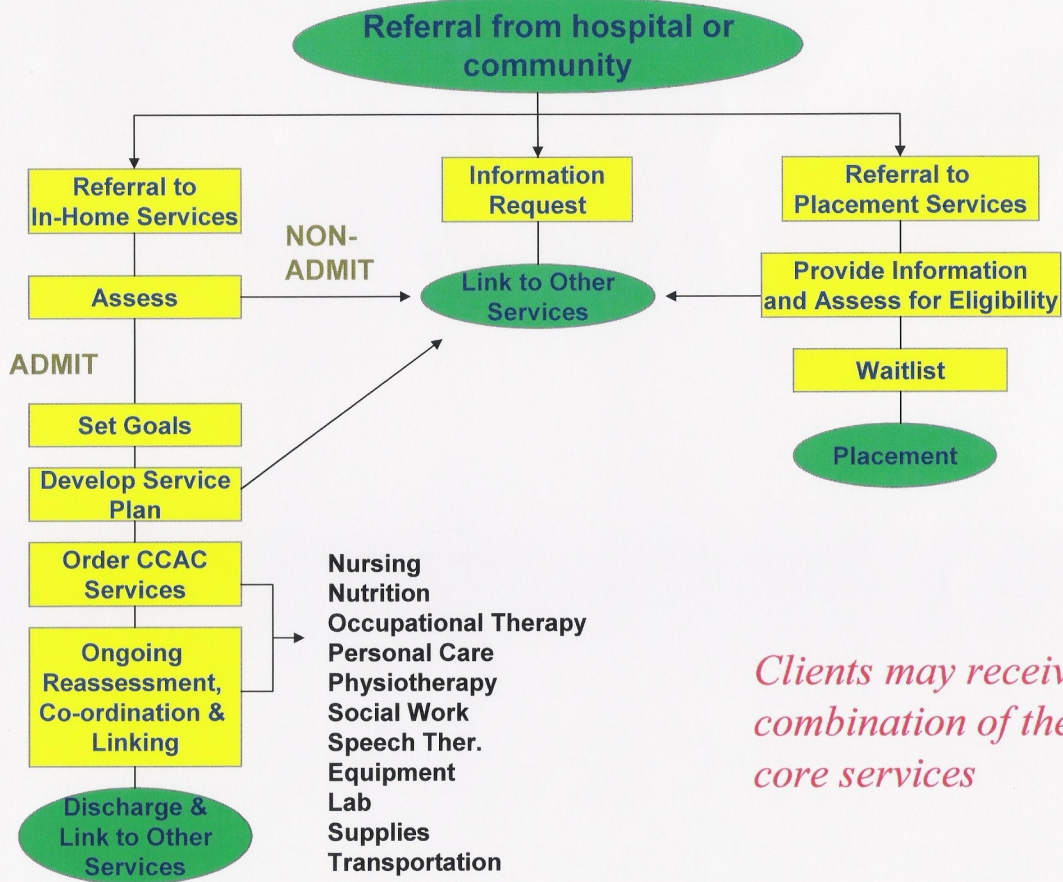 Referral from hospital or
community
Referral to
In-Home Services
Information
Request
Referral to
Placement Services
NON-
ADMIT
Assess
Link to Other
Services
Provide Information
and Assess for Eligibility
ADMIT
Waitlist
Set Goals
Placement
Develop Service
Plan
Order CCAC
Services
Ongoing
Reassessment,
Co-ordination &
Linking
Discharge &
Link to Other
Services
Nursing
Nutrition
Occupational Therapy
Personal Care
Physiotherapy
Social Work
Speech Ther.
Equipment
Lab
Supplies
Transportation
Clients may
combination of
core services